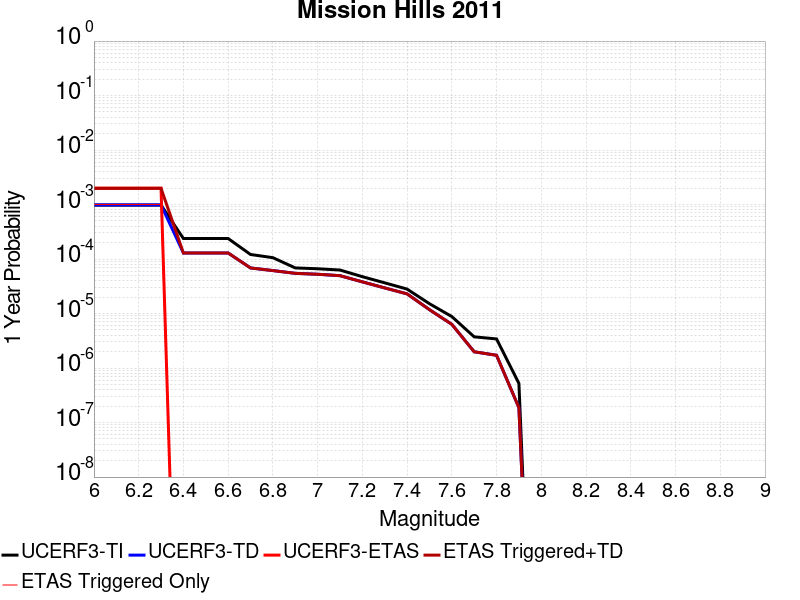 Mission Hills 2011
1 Year Probability
10^0
10^-1
10^-2
10^-3
10^-4
10^-5
10^-6
10^-7
10^-8
6 6.2 6.4 6.6 6.8 7 7.2 7.4 7.6 7.8 8 8.2 8.4 8.6 8.8 9
Magnitude
UCERF3-TI UCERF3-TD UCERF3-ETAS ETAS Triggered+TD
ETAS Triggered Only